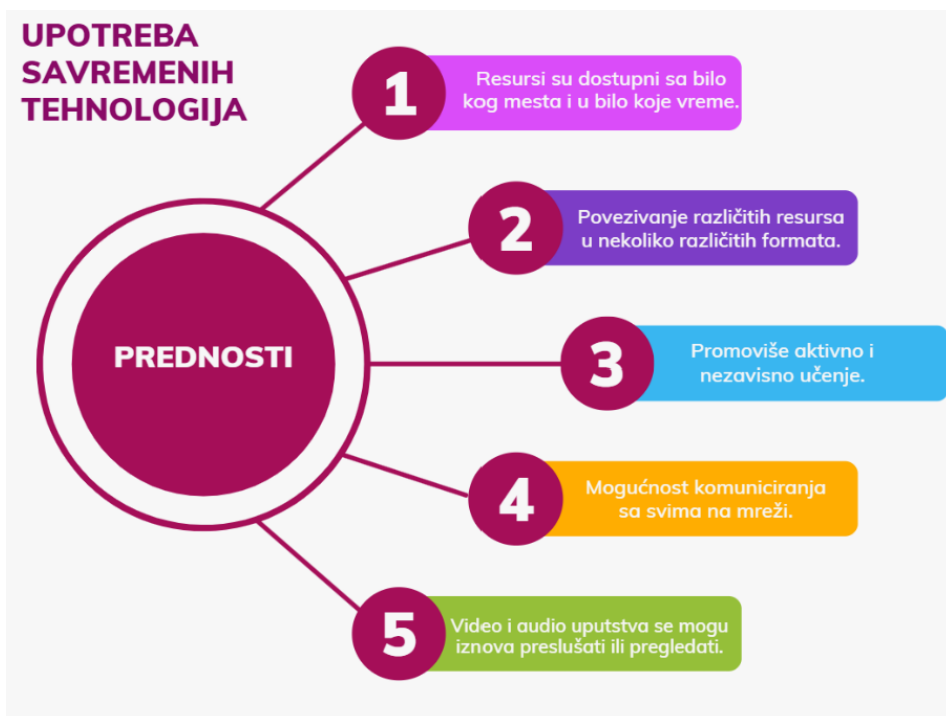 UPOTREBA
SAVREMENIH
TEHNOLOGIJA
PREDNOSTI
1
Resursi su dostupni sa bilo
kog mesta i u bilo koje vreme.
2
Povezivanje različitih resursa
u nekoliko različitih formata.
3
Promoviše aktivno i
nezavisno učenje.
4
Mogućnost komuniciranja
sa svima na mreži.
5
Video i audio uputstva se mogu
iznova preslušati ili pregledati.